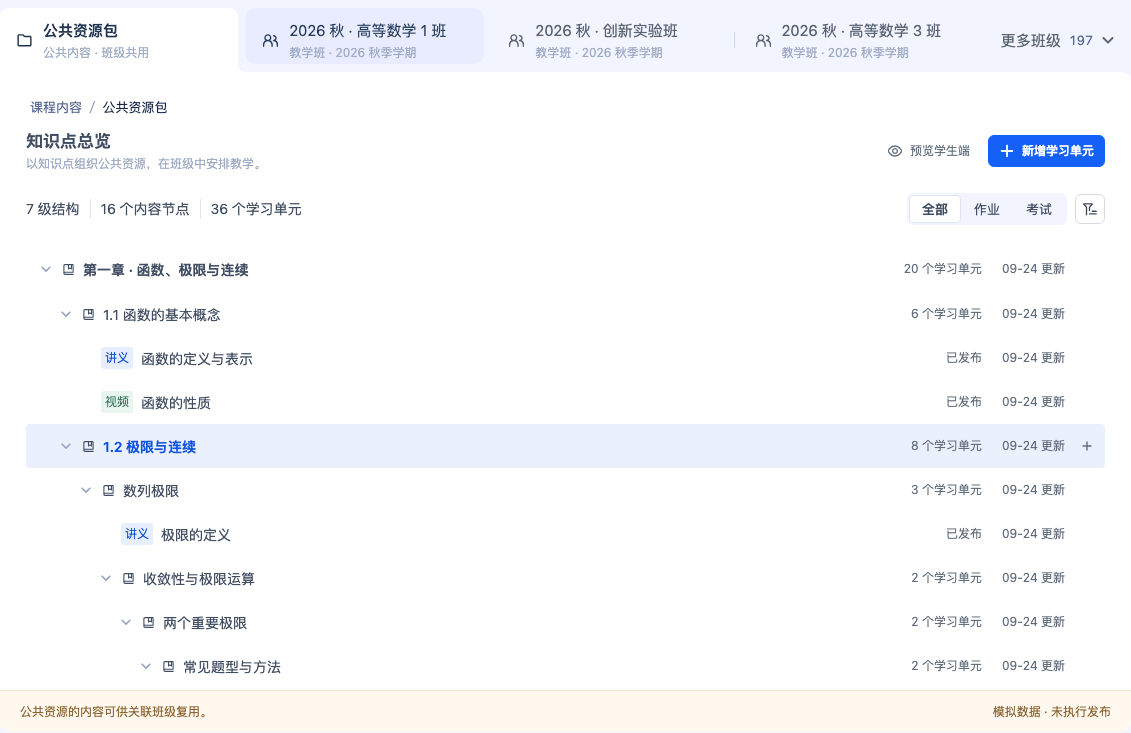 公共资源包
公共内容 · 班级共用
2026 秋 · 高等数学 1 班
教学班 · 2026 秋季学期
2026 秋 · 创新实验班
教学班 · 2026 秋季学期
2026 秋 · 高等数学 3 班
教学班 · 2026 秋季学期
更多班级 197
课程内容 / 公共资源包
知识点总览
以知识点组织公共资源，在班级中安排教学。
预览学生端
+ 新增学习单元
7 级结构 16 个内容节点 36 个学习单元
全部 作业 考试
第一章 · 函数、极限与连续 20 个学习单元 09-24 更新
1.1 函数的基本概念 6 个学习单元 09-24 更新
讲义 函数的定义与表示 已发布 09-24 更新
视频 函数的性质 已发布 09-24 更新
1.2 极限与连续 8 个学习单元 09-24 更新 +
数列极限 3 个学习单元 09-24 更新
讲义 极限的定义 已发布 09-24 更新
收敛性与极限运算 2 个学习单元 09-24 更新
两个重要极限 2 个学习单元 09-24 更新
常见题型与方法 2 个学习单元 09-24 更新
公共资源的内容可供关联班级复用。 模拟数据 · 未执行发布